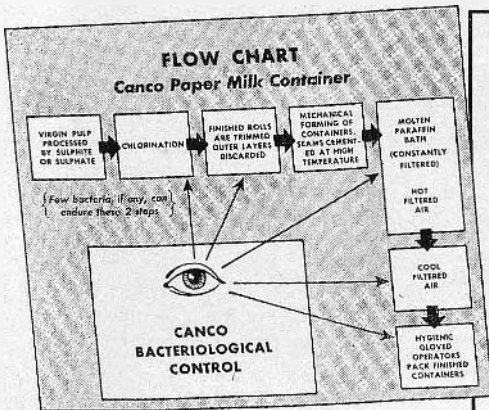 FLOW CHART
Canco Paper Milk Container
VIRGIN PULP
PROCESSED
BY SULPHITE
OR SULPHATE
CHLORINATION
FINISHED ROLLS
ARE TRIMMED
OUTER LAYERS
DISCARDED
MECHANICAL
FORMING OF
CONTAINERS,
SEAMS CEMENT-
ED AT HIGH
TEMPERATURE
MOLTEN
PARAFFIN
BATH
(CONSTANTLY
FILTERED)
HOT
FILTERED
AIR
{Few bacteria, if any, can
endure these 2 steps}
COOL
FILTERED
AIR
CANCO
BACTERIOLOGICAL
CONTROL
HYGIENIC
GLOVED
OPERATORS
PACK FINISHED
CONTAINERS